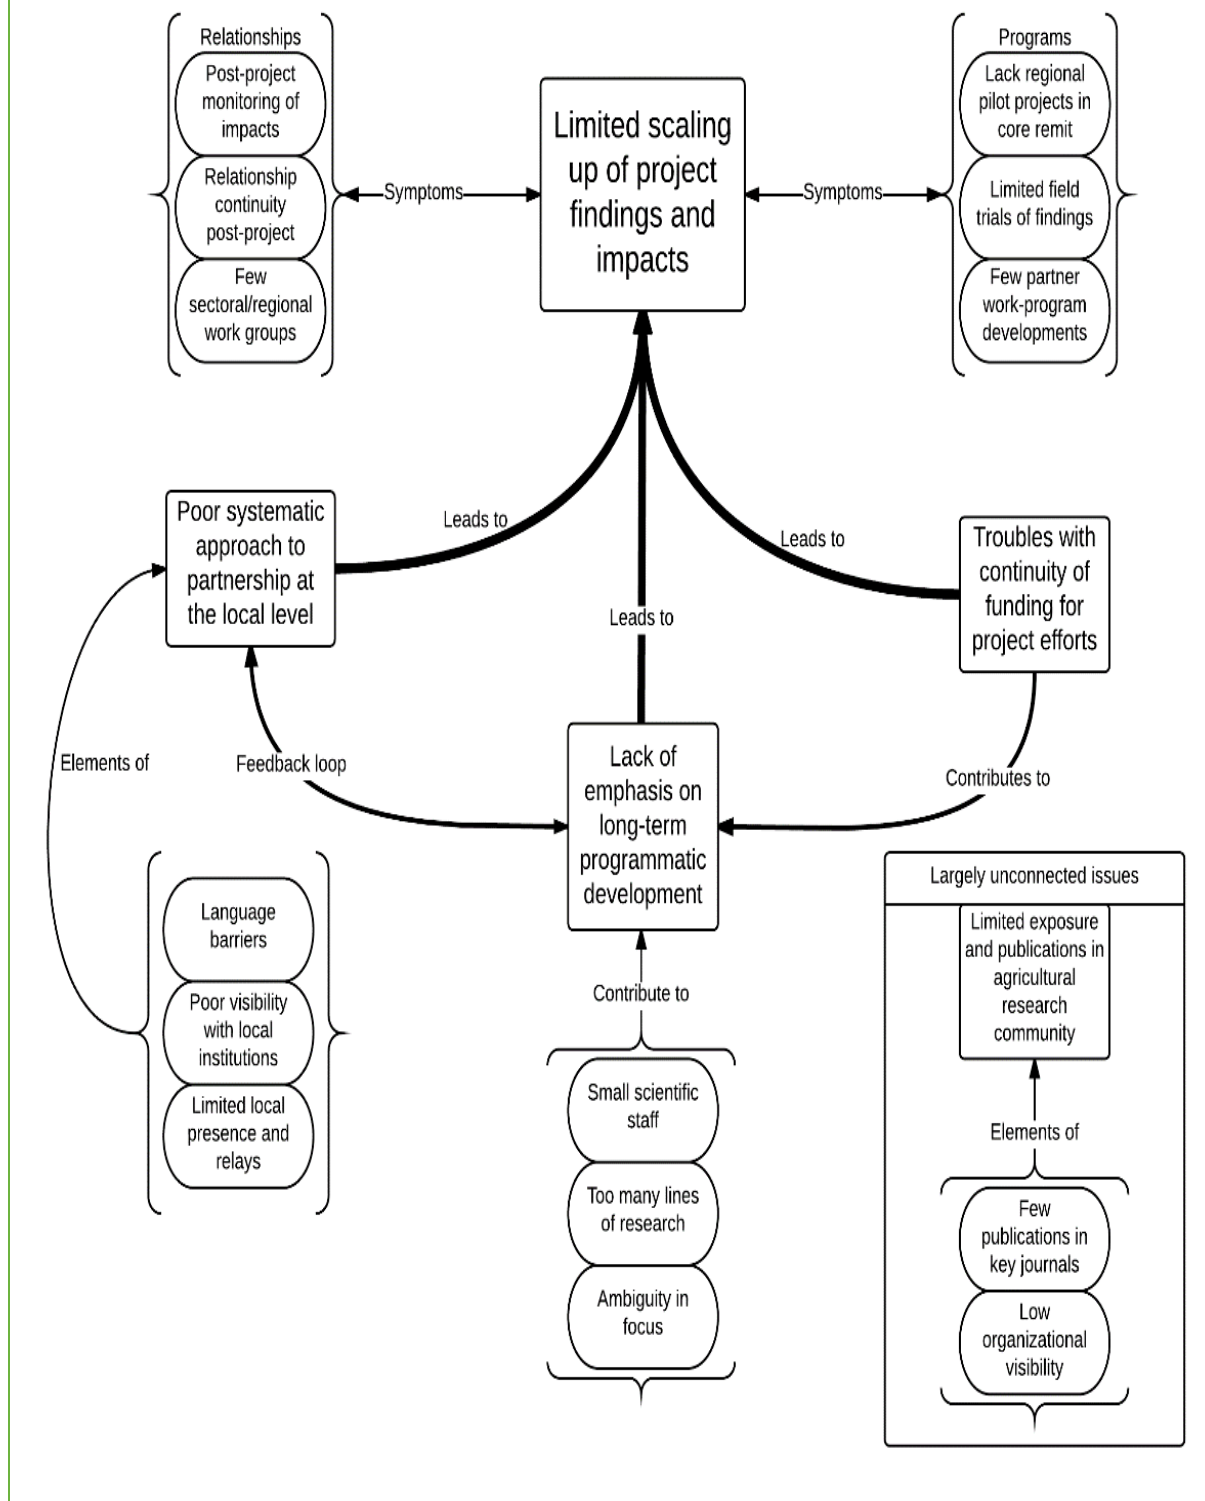 Relationships
Post-project
monitoring of
impacts
Relationship
continuity
post-project
Few
sectoral/regional
work groups
Symptoms
Limited scaling
up of project
findings and
impacts
Symptoms
Programs
Lack regional
pilot projects in
core remit
Limited field
trials of findings
Few partner
work-program
developments
Poor systematic
approach to
partnership at
the local level
Leads to
Leads to
Leads to
Troubles with
continuity of
funding for
project efforts
Elements of
Feedback loop
Lack of
emphasis on
long-term
programmatic
development
Contributes to
Language
barriers
Poor visibility
with local
institutions
Limited local
presence and
relays
Contribute to
Small scientific
staff
Too many lines
of research
Ambiguity in
focus
Largely unconnected issues
Limited exposure
and publications in
agricultural
research
community
Elements of
Few
publications in
key journals
Low
organizational
visibility